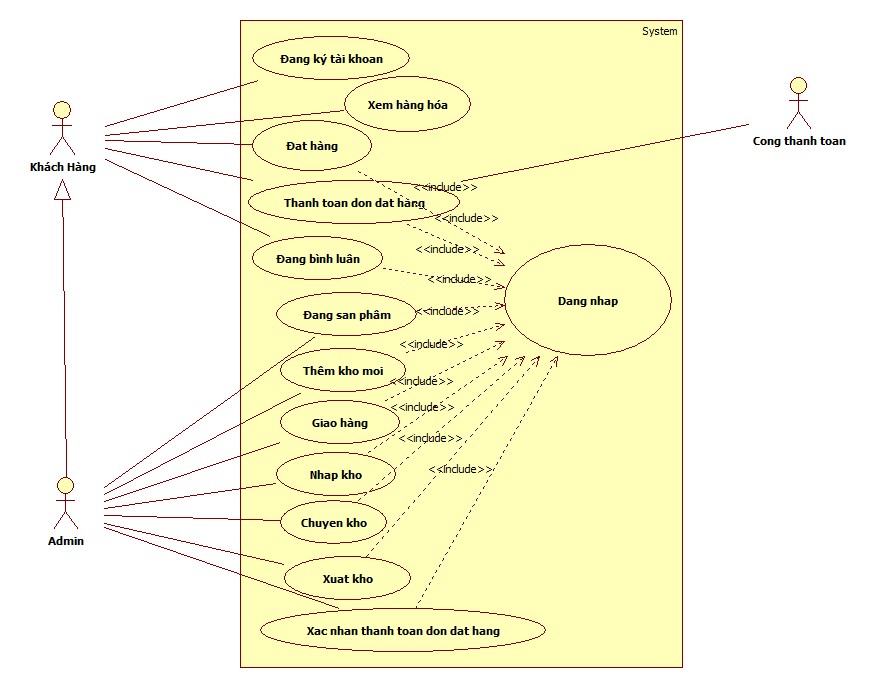 System
Đang ký tài khoan
Xem hàng hóa
Khách Hàng
Cong thanh toan
Đat hàng
<<include>>
Thanh toan don dat hàng
<<include>>
<<include>>
Đang bình luân
<<include>>
Dang nhap
Đang san phâm
<<include>>
<<include>>
Thêm kho moi
<<include>>
<<include>>
Giao hàng
<<include>>
Nhap kho
<<include>>
Chuyen kho
Admin
Xuat kho
Xac nhan thanh toan don dat hang